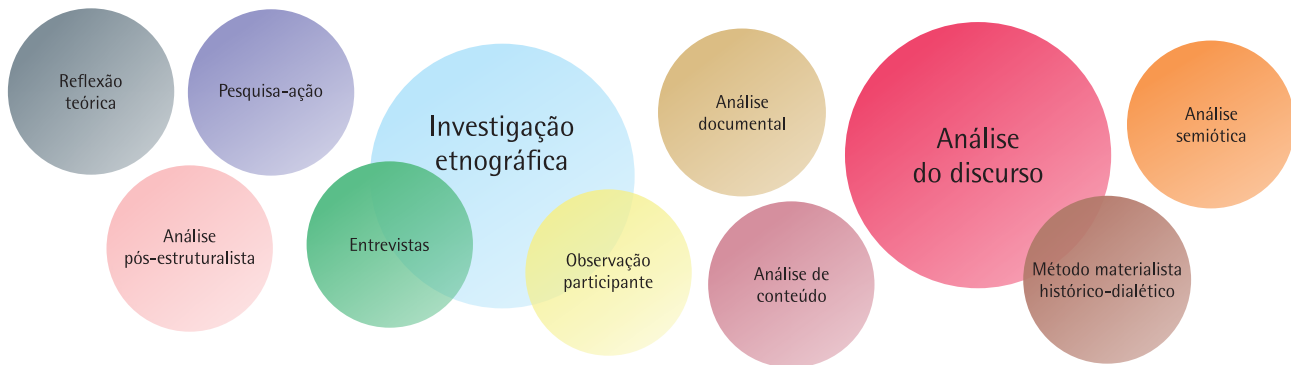 Reflexão
teórica
Pesquisa-ação
Investigação
etnográfica
Análise
documental
Análise
do discurso
Análise
semiótica
Análise
pós-estruturalista
Entrevistas
Observação
participante
Análise de
conteúdo
Método materialista
histórico-dialético